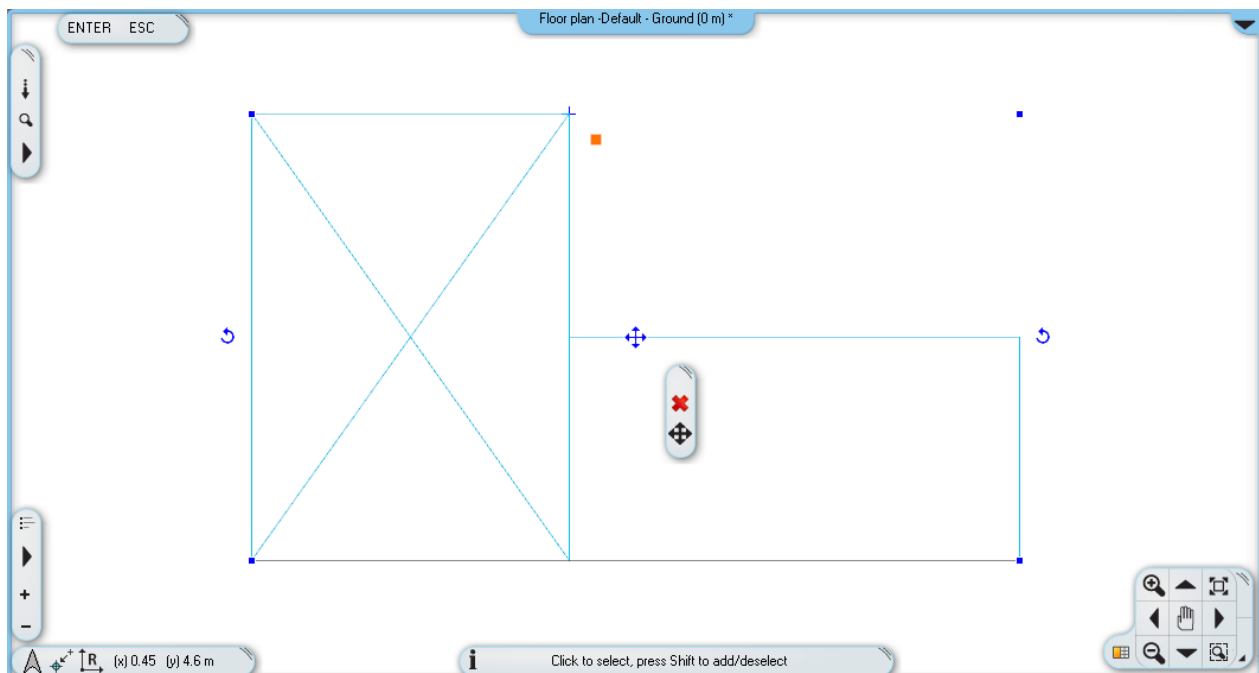 Floor plan -Default - Ground (0 m) *
ENTER ESC
R (x) 0.45 (y) 4.6 m
i Click to select, press Shift to add/deselect